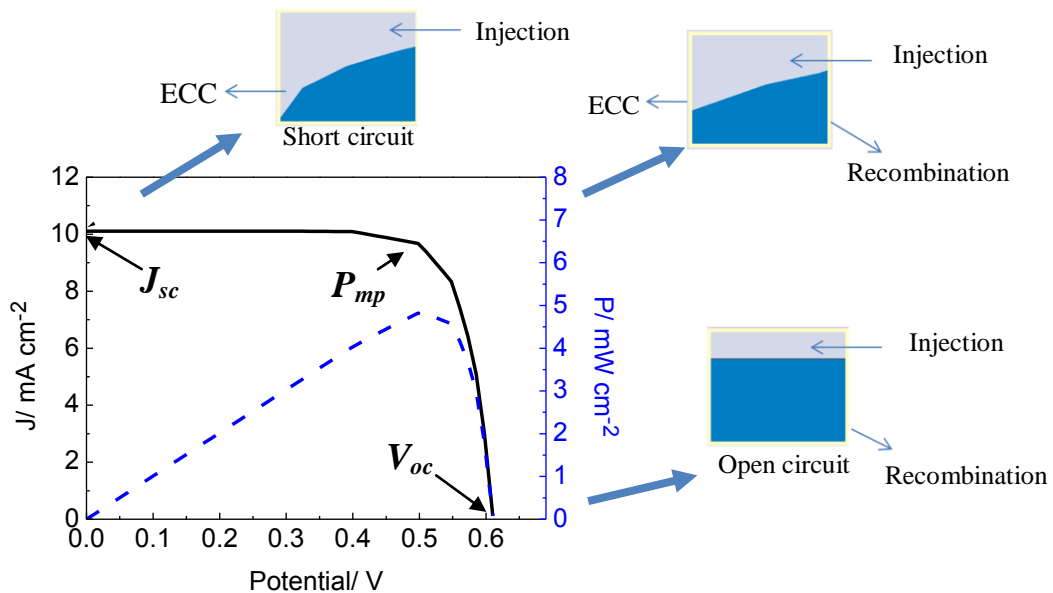 Injection
ECC
Short circuit
Injection
ECC
Recombination
12
10
8
6
4
2
0
J/ mA cm-2
J_sc
P_mp
V_oc
8
7
6
5
4
3
2
1
0
P/ mW cm-2
0.0 0.1 0.2 0.3 0.4 0.5 0.6
Potential/ V
Injection
Open circuit
Recombination